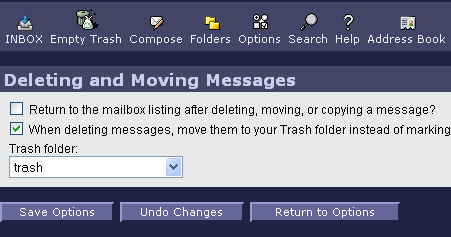 INBOX Empty Trash Compose Folders Options Search Help Address Book
Deleting and Moving Messages
Return to the mailbox listing after deleting, moving, or copying a message?
When deleting messages, move them to your Trash folder instead of marking
Trash folder:
trash
Save Options Undo Changes Return to Options